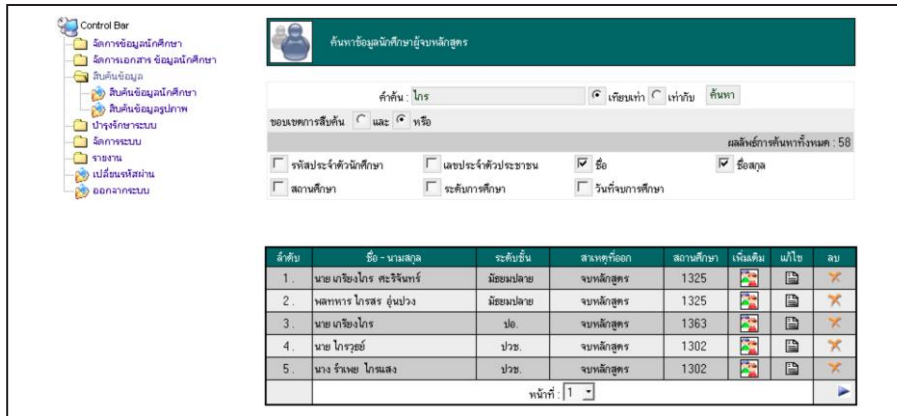 Control Bar
จัดการข้อมูลนักศึกษา
จัดการเอกสาร ข้อมูลนักศึกษา
สืบค้นข้อมูล
สืบค้นข้อมูลนักศึกษา
สืบค้นข้อมูลรูปภาพ
บำรุงรักษาระบบ
จัดการระบบ
รายงาน
เปลี่ยนรหัสผ่าน
ออกจากระบบ
ค้นหาข้อมูลนักศึกษาผู้จบหลักสูตร
คำค้น : ไกร เทียบเท่า เท่ากับ ค้นหา
ขอบเขตการสืบค้น และ หรือ
ผลลัพธ์การค้นหาทั้งหมด : 58
รหัสประจำตัวนักศึกษา เลขประจำตัวประชาชน ชื่อ ชื่อสกุล
สถานศึกษา ระดับการศึกษา วันที่จบการศึกษา
ลำดับ ชื่อ - นามสกุล ระดับชั้น สาเหตุที่ออก สถานศึกษา เพิ่มเติม แก้ไข ลบ
1. นาย เกรียงไกร ศะริจันทร์ มัธยมปลาย จบหลักสูตร 1325
2. พลทหาร ไกรสร อุ่นปวง มัธยมปลาย จบหลักสูตร 1325
3. นาย เกรียงไกร ปอ. จบหลักสูตร 1363
4. นาย ไกรวุธย์ ปวช. จบหลักสูตร 1302
5. นาง รำเพย ไกรแสง ปวช. จบหลักสูตร 1302
หน้าที่ : 1